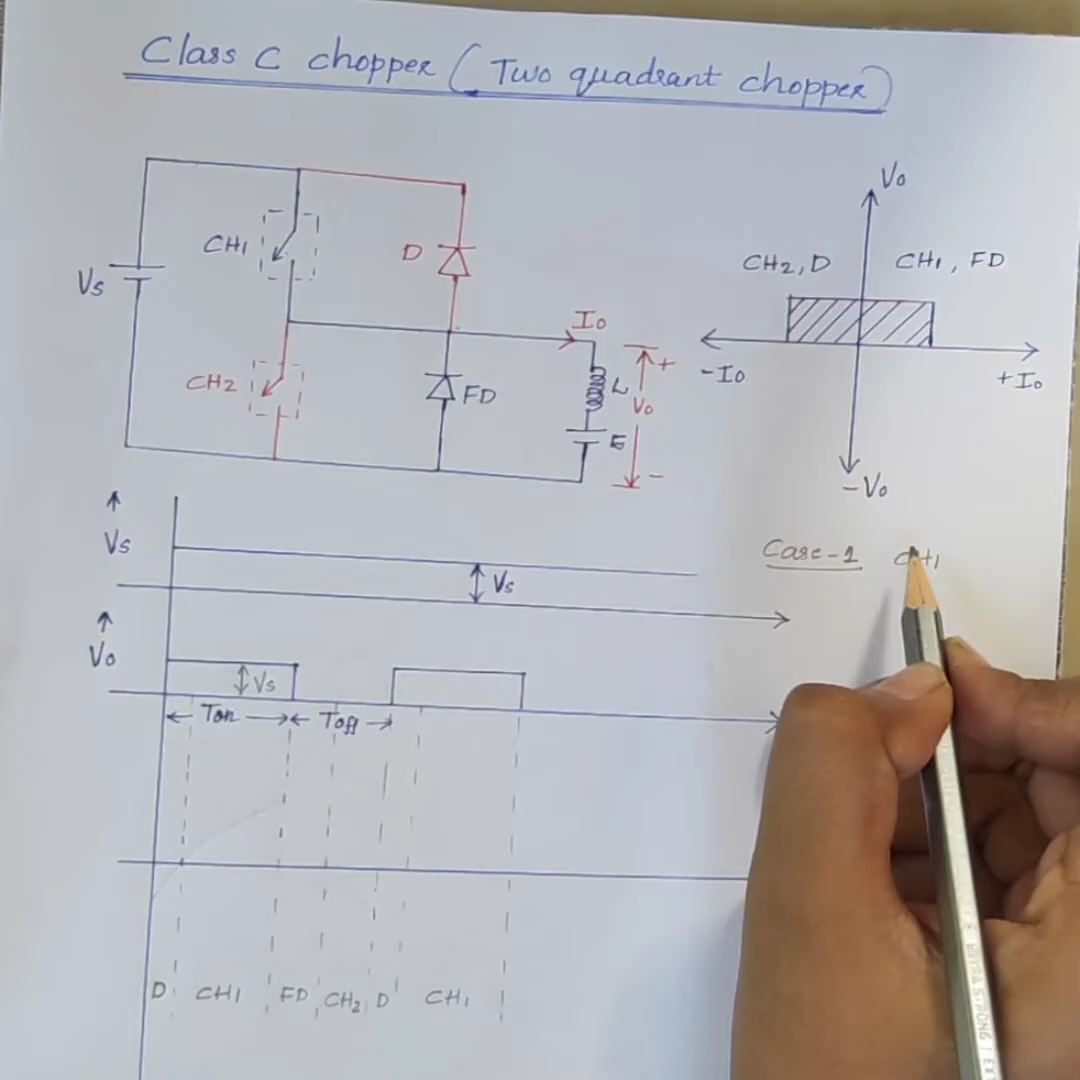 Class C chopper (Two quadrant chopper)
Vs
CH1
D
CH2
FD
Io
L
E
+
Vo
-
Vo
CH2, D
CH1, FD
-Io
+Io
-Vo
Case-1 CH1
Vs
Vs
Vo
Vs
Ton
Toff
D CH1 FD CH2 D CH1